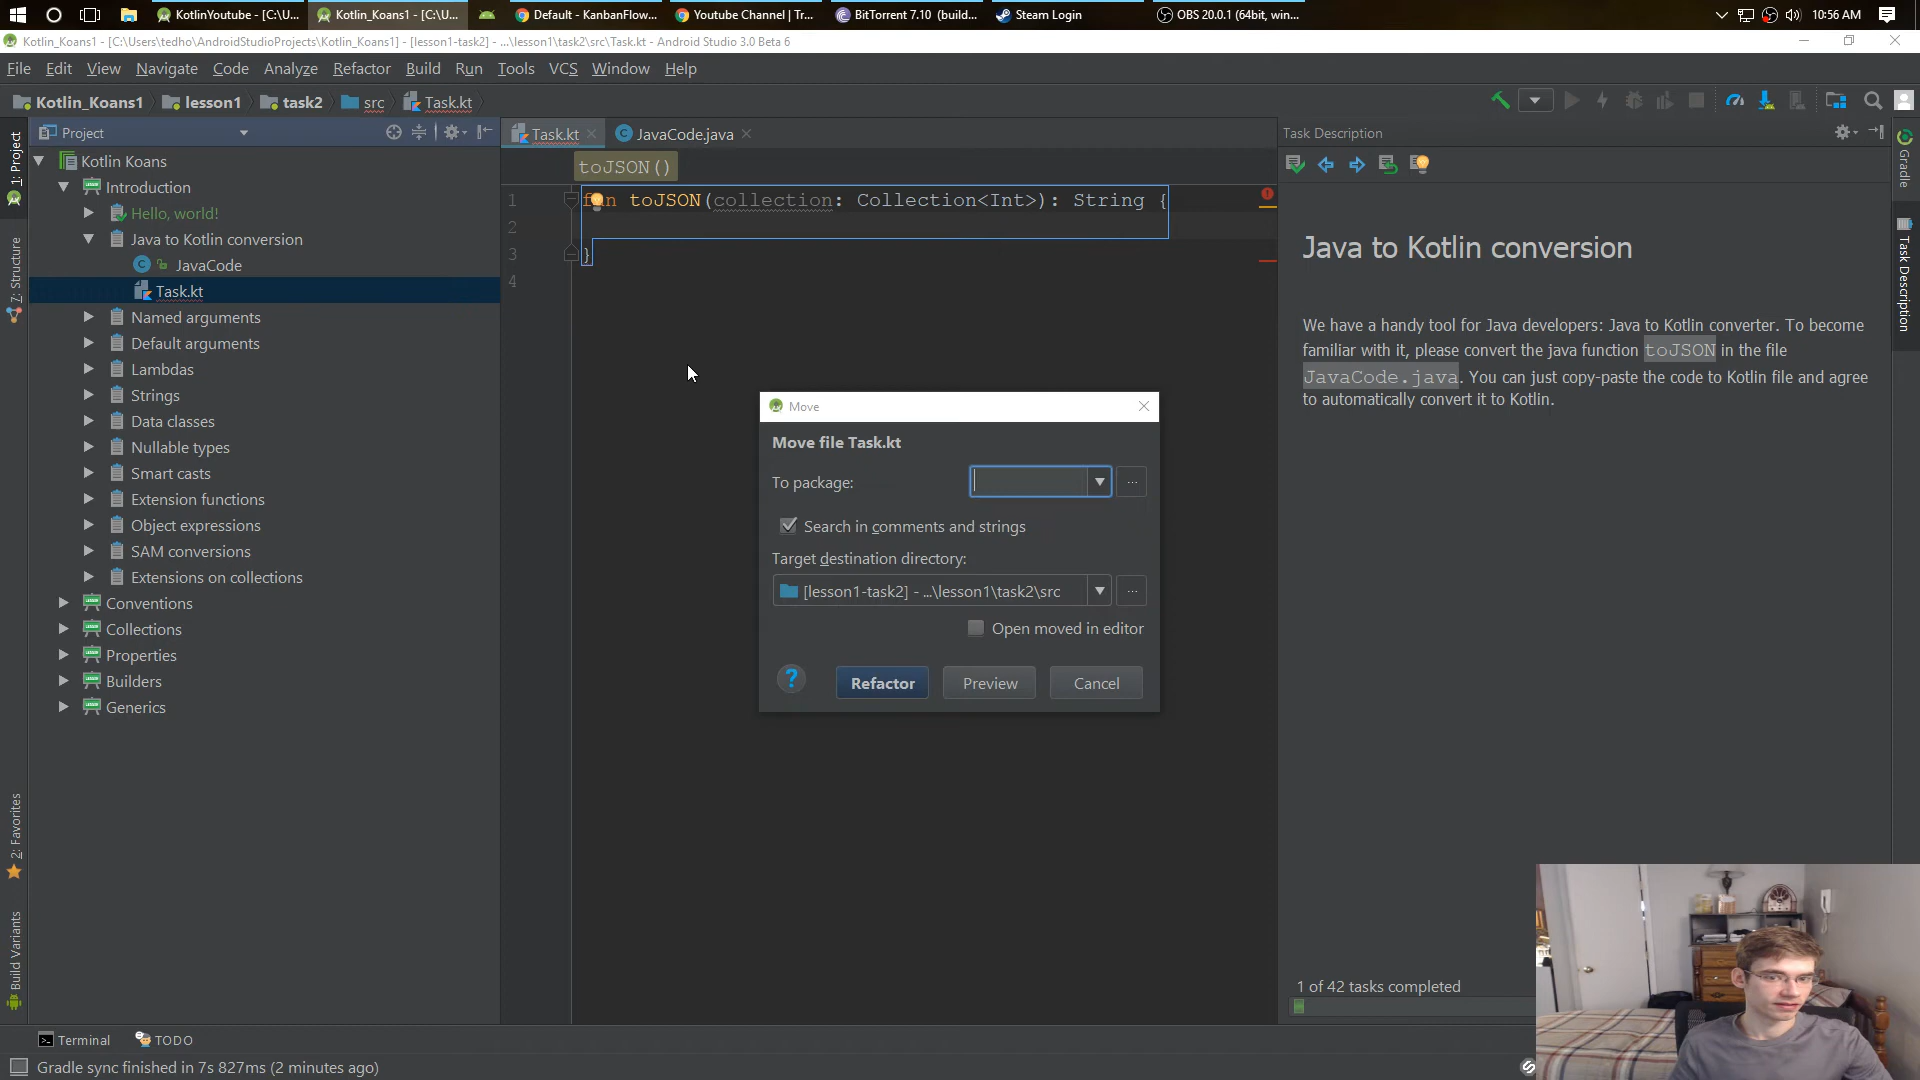 KotlinYoutube - [C:\U...
Kotlin_Koans1 - [C:\U...
Default - KanbanFlow...
Youtube Channel | Tr...
BitTorrent 7.10 (buil...
Steam Login
OBS 20.0.1 (64bit, win...
10:56 AM
Kotlin_Koans1 - [C:\Users\tedho\AndroidStudioProjects\Kotlin_Koans1] - [lesson1-task2] - ...\lesson1\task2\src\Task.kt - Android Studio 3.0 Beta 6
File Edit View Navigate Code Analyze Refactor Build Run Tools VCS Window Help
Kotlin_Koans1 lesson1 task2 src Task.kt
Project
Task.kt
JavaCode.java
Task Description
1: Project
Z: Structure
2: Favorites
Build Variants
Kotlin Koans
Introduction
Hello, world!
Java to Kotlin conversion
JavaCode
Task.kt
Named arguments
Default arguments
Lambdas
Strings
Data classes
Nullable types
Smart casts
Extension functions
Object expressions
SAM conversions
Extensions on collections
Conventions
Collections
Properties
Builders
Generics
toJSON()
1 fun toJSON(collection: Collection<Int>): String {
2
3 }
4
Move
Move file Task.kt
To package:
...
Search in comments and strings
Target destination directory:
[lesson1-task2] - ...\lesson1\task2\src
...
Open moved in editor
? Refactor Preview Cancel
Java to Kotlin conversion
We have a handy tool for Java developers: Java to Kotlin converter. To become
familiar with it, please convert the java function toJSON in the file
JavaCode.java. You can just copy-paste the code to Kotlin file and agree
to automatically convert it to Kotlin.
1 of 42 tasks completed
Gradle
Task Description
Terminal
TODO
Gradle sync finished in 7s 827ms (2 minutes ago)